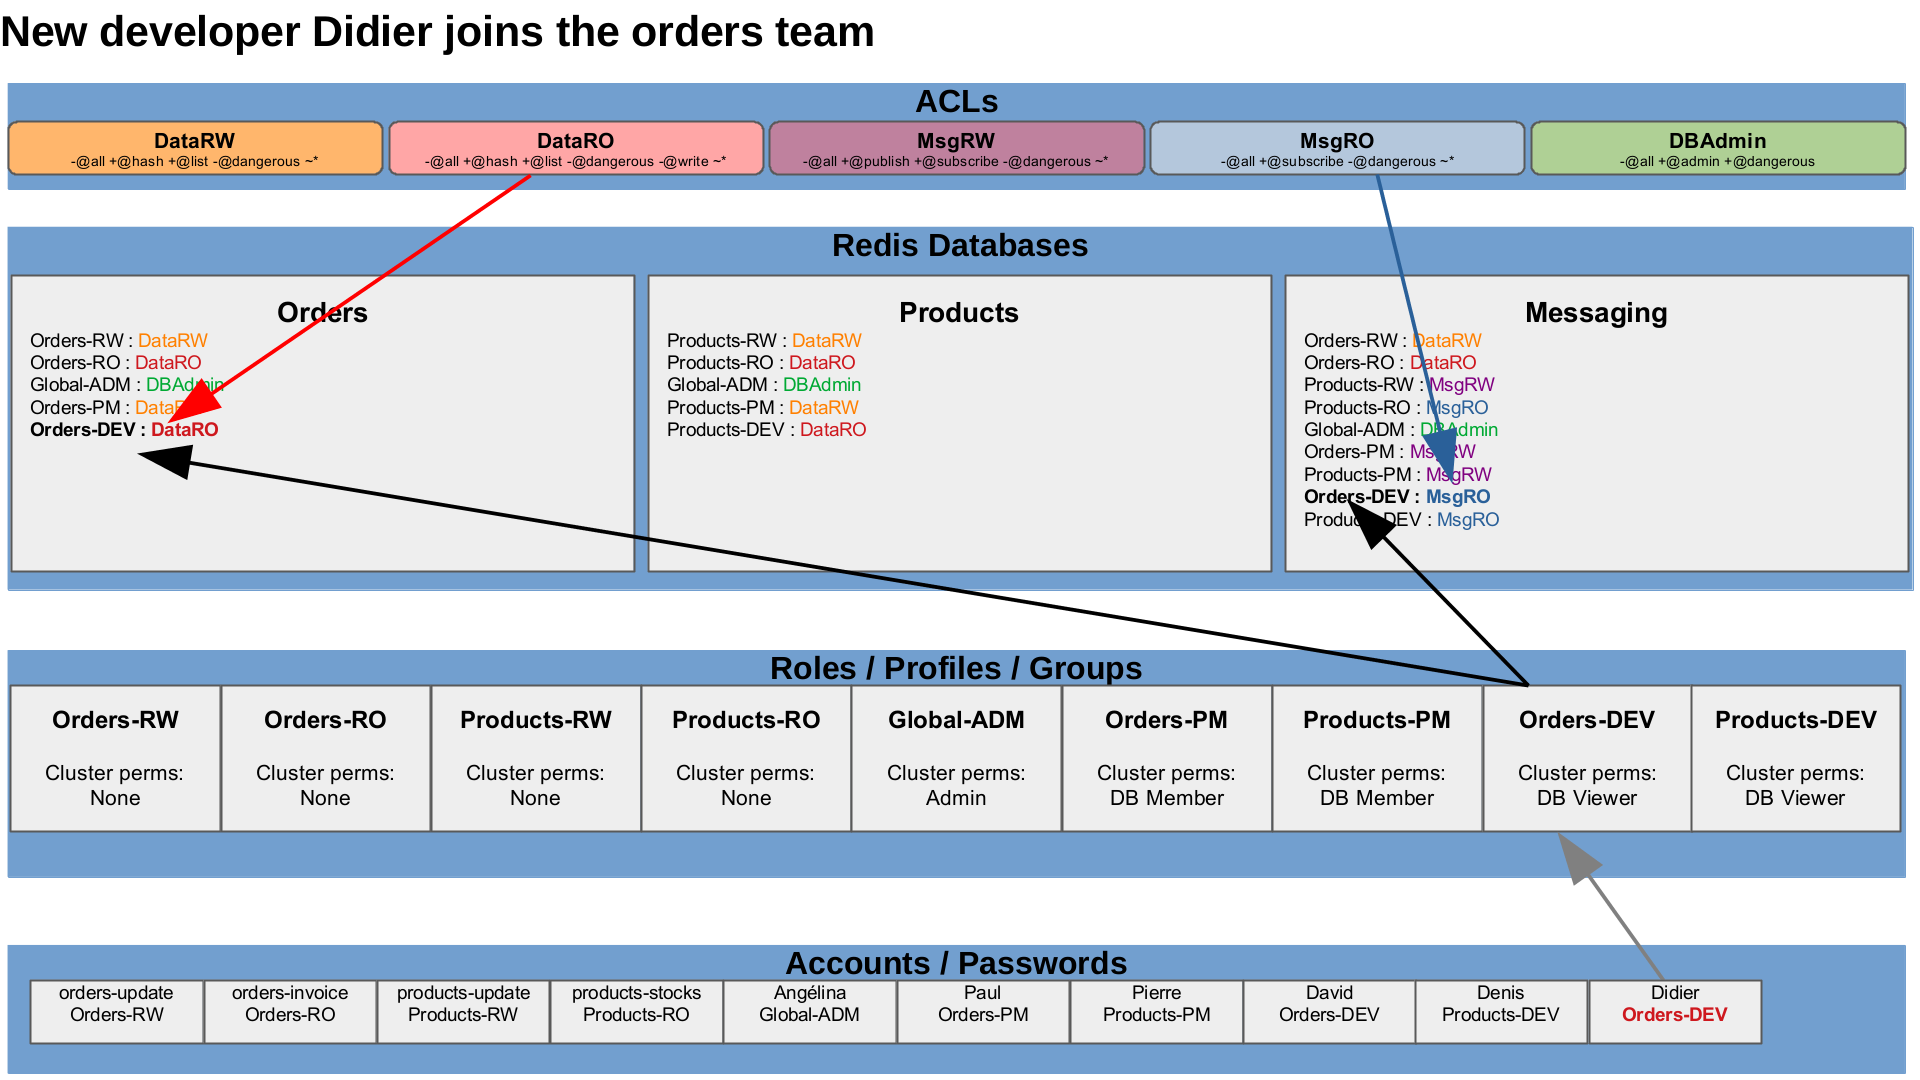 New developer Didier joins the orders team
ACLs
DataRW
-@all +@hash +@list -@dangerous ~*
DataRO
-@all +@hash +@list -@dangerous -@write ~*
MsgRW
-@all +@publish +@subscribe -@dangerous ~*
MsgRO
-@all +@subscribe -@dangerous ~*
DBAdmin
-@all +@admin +@dangerous
Redis Databases
Orders
Orders-RW : DataRW
Orders-RO : DataRO
Global-ADM : DBAdmin
Orders-PM : DataRW
Orders-DEV : DataRO
Products
Products-RW : DataRW
Products-RO : DataRO
Global-ADM : DBAdmin
Products-PM : DataRW
Products-DEV : DataRO
Messaging
Orders-RW : DataRW
Orders-RO : DataRO
Products-RW : MsgRW
Products-RO : MsgRO
Global-ADM : DBAdmin
Orders-PM : MsgRW
Products-PM : MsgRW
Orders-DEV : MsgRO
Products-DEV : MsgRO
Roles / Profiles / Groups
Orders-RW
Cluster perms:
None
Orders-RO
Cluster perms:
None
Products-RW
Cluster perms:
None
Products-RO
Cluster perms:
None
Global-ADM
Cluster perms:
Admin
Orders-PM
Cluster perms:
DB Member
Products-PM
Cluster perms:
DB Member
Orders-DEV
Cluster perms:
DB Viewer
Products-DEV
Cluster perms:
DB Viewer
Accounts / Passwords
orders-update
Orders-RW
orders-invoice
Orders-RO
products-update
Products-RW
products-stocks
Products-RO
Angélina
Global-ADM
Paul
Orders-PM
Pierre
Products-PM
David
Orders-DEV
Denis
Products-DEV
Didier
Orders-DEV